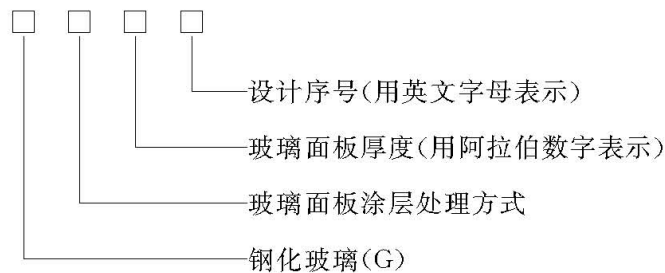 设计序号(用英文字母表示)
玻璃面板厚度(用阿拉伯数字表示)
玻璃面板涂层处理方式
钢化玻璃(G)